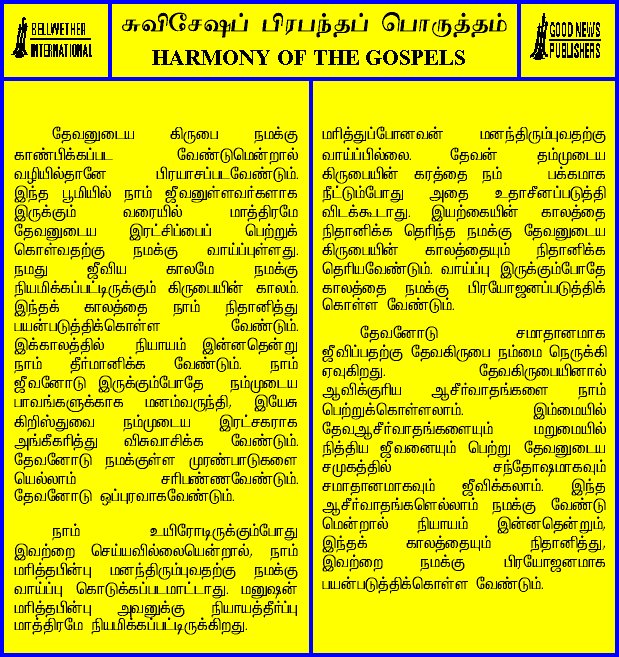 BELLWETHER
INTERNATIONAL
சுவிசேஷப் பிரபந்தப் பொருத்தம்
HARMONY OF THE GOSPELS
GOOD NEWS
PUBLISHERS
தேவனுடைய கிருபை நமக்கு
காண்பிக்கப்பட வேண்டுமென்றால்
வழியில்தானே பிரயாசப்படவேண்டும்.
இந்த பூமியில் நாம் ஜீவனுள்ளவர்களாக
இருக்கும் வரையில் மாத்திரமே
தேவனுடைய இரட்சிப்பைப் பெற்றுக்
கொள்வதற்கு நமக்கு வாய்ப்புள்ளது.
நமது ஜீவிய காலமே நமக்கு
நியமிக்கப்பட்டிருக்கும் கிருபையின் காலம்.
இந்தக் காலத்தை நாம் நிதானித்து
பயன்படுத்திக்கொள்ள வேண்டும்.
இக்காலத்தில் நியாயம் இன்னதென்று
நாம் தீர்மானிக்க வேண்டும். நாம்
ஜீவனோடு இருக்கும்போதே நம்முடைய
பாவங்களுக்காக மனம்வருந்தி, இயேசு
கிறிஸ்துவை நம்முடைய இரட்சகராக
அங்கீகரித்து விசுவாசிக்க வேண்டும்.
தேவனோடு நமக்குள்ள முரண்பாடுகளை
யெல்லாம் சரிபண்ணவேண்டும்.
தேவனோடு ஒப்புரவாகவேண்டும்.
நாம் உயிரோடிருக்கும்போது
இவற்றை செய்யவில்லையென்றால், நாம்
மரித்தபின்பு மனந்திரும்புவதற்கு நமக்கு
வாய்ப்பு கொடுக்கப்படமாட்டாது. மனுஷன்
மரித்தபின்பு அவனுக்கு நியாயத்தீர்ப்பு
மாத்திரமே நியமிக்கப்பட்டிருக்கிறது.
மரித்துப்போனவன் மனந்திரும்புவதற்கு
வாய்ப்பில்லை. தேவன் தம்முடைய
கிருபையின் கரத்தை நம் பக்கமாக
நீட்டும்போது அதை உதாசீனப்படுத்தி
விடக்கூடாது. இயற்கையின் காலத்தை
நிதானிக்க தெரிந்த நமக்கு தேவனுடைய
கிருபையின் காலத்தையும் நிதானிக்க
தெரியவேண்டும். வாய்ப்பு இருக்கும்போதே
காலத்தை நமக்கு பிரயோஜனப்படுத்திக்
கொள்ள வேண்டும்.
தேவனோடு சமாதானமாக
ஜீவிப்பதற்கு தேவகிருபை நம்மை நெருக்கி
ஏவுகிறது. தேவகிருபையினால்
ஆவிக்குரிய ஆசீர்வாதங்களை நாம்
பெற்றுக்கொள்ளலாம். இம்மையில்
தேவஆசீர்வாதங்களையும் மறுமையில்
நித்திய ஜீவனையும் பெற்று தேவனுடைய
சமுகத்தில் சந்தோஷமாகவும்
சமாதானமாகவும் ஜீவிக்கலாம். இந்த
ஆசீர்வாதங்களெல்லாம் நமக்கு வேண்டு
மென்றால் நியாயம் இன்னதென்றும்,
இந்தக் காலத்தையும் நிதானித்து,
இவற்றை நமக்கு பிரயோஜனமாக
பயன்படுத்திக்கொள்ள வேண்டும்.